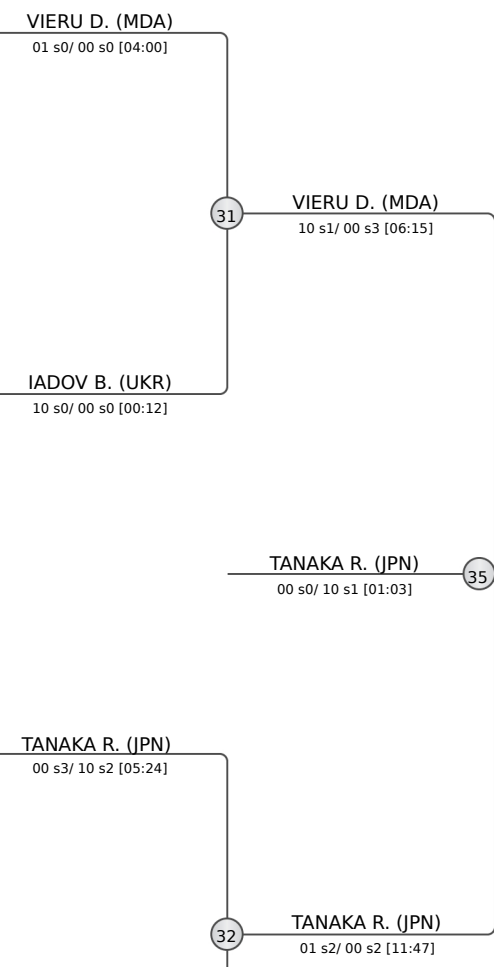 VIERU D. (MDA)
01 s0/ 00 s0 [04:00]
31
VIERU D. (MDA)
10 s1/ 00 s3 [06:15]
IADOV B. (UKR)
10 s0/ 00 s0 [00:12]
TANAKA R. (JPN)
00 s0/ 10 s1 [01:03]
35
TANAKA R. (JPN)
00 s3/ 10 s2 [05:24]
32
TANAKA R. (JPN)
01 s2/ 00 s2 [11:47]